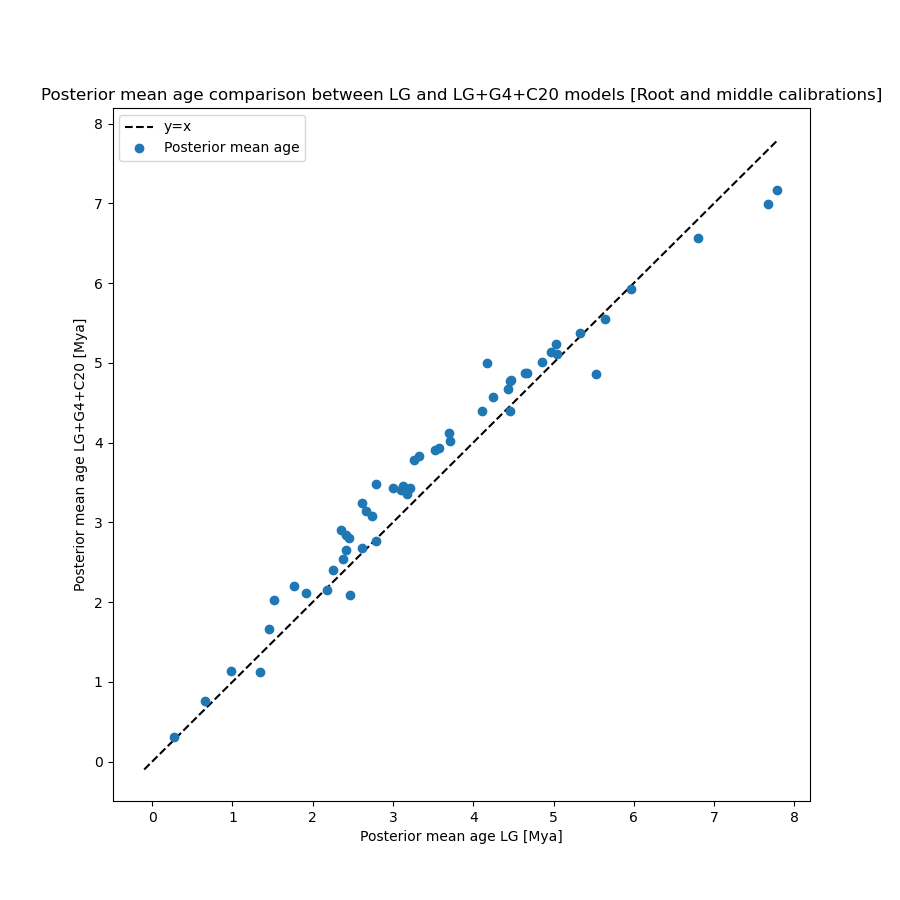 Posterior mean age comparison between LG and LG+G4+C20 models [Root and middle calibrations]
y=x
Posterior mean age
8
7
6
5
4
3
2
1
0
Posterior mean age LG+G4+C20 [Mya]
0 1 2 3 4 5 6 7 8
Posterior mean age LG [Mya]